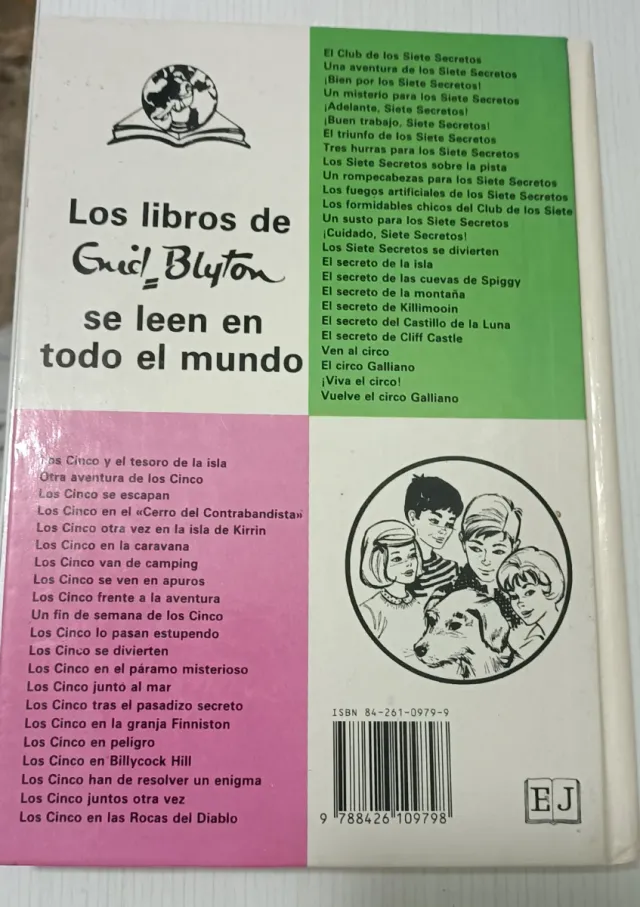 Los libros de
Enid Blyton
se leen en
todo el mundo
El Club de los Siete Secretos
Una aventura de los Siete Secretos
¡Bien por los Siete Secretos!
Un misterio para los Siete Secretos
¡Adelante, Siete Secretos!
¡Buen trabajo, Siete Secretos!
El triunfo de los Siete Secretos
Tres hurras para los Siete Secretos
Los Siete Secretos sobre la pista
Un rompecabezas para los Siete Secretos
Los fuegos artificiales de los Siete Secretos
Los formidables chicos del Club de los Siete
Un susto para los Siete Secretos
¡Cuidado, Siete Secretos!
Los Siete Secretos se divierten
El secreto de la isla
El secreto de las cuevas de Spiggy
El secreto de la montaña
El secreto de Killimooin
El secreto del Castillo de la Luna
El secreto de Cliff Castle
Ven al circo
El circo Galliano
¡Viva el circo!
Vuelve el circo Galliano
Los Cinco y el tesoro de la isla
Otra aventura de los Cinco
Los Cinco se escapan
Los Cinco en el «Cerro del Contrabandista»
Los Cinco otra vez en la isla de Kirrin
Los Cinco en la caravana
Los Cinco van de camping
Los Cinco se ven en apuros
Los Cinco frente a la aventura
Un fin de semana de los Cinco
Los Cinco lo pasan estupendo
Los Cinco se divierten
Los Cinco en el páramo misterioso
Los Cinco junto al mar
Los Cinco tras el pasadizo secreto
Los Cinco en la granja Finniston
Los Cinco en peligro
Los Cinco en Billycock Hill
Los Cinco han de resolver un enigma
Los Cinco juntos otra vez
Los Cinco en las Rocas del Diablo
ISBN 84-261-0979-9
9 788426 109798
EJ